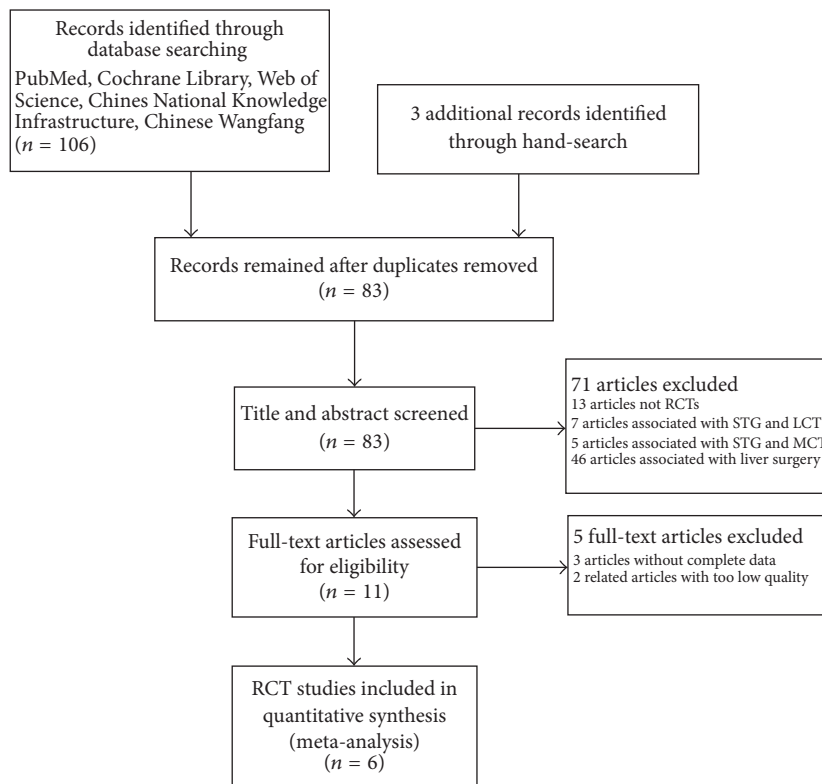 Records identified through
database searching
PubMed, Cochrane Library, Web of
Science, Chines National Knowledge
Infrastructure, Chinese Wangfang
(n = 106)
3 additional records identified
through hand-search
Records remained after duplicates removed
(n = 83)
Title and abstract screened
(n = 83)
71 articles excluded
13 articles not RCTs
7 articles associated with STG and LCT
5 articles associated with STG and MCT
46 articles associated with liver surgery
Full-text articles assessed
for eligibility
(n = 11)
5 full-text articles excluded
3 articles without complete data
2 related articles with too low quality
RCT studies included in
quantitative synthesis
(meta-analysis)
(n = 6)